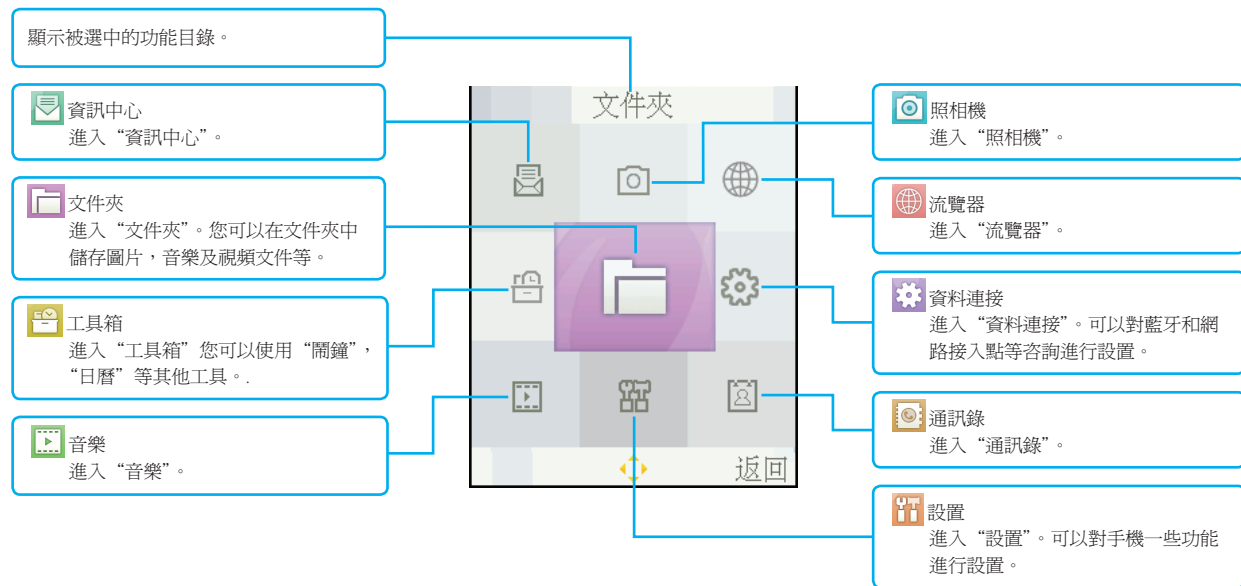 顯示被選中的功能目錄。
資訊中心
進入“資訊中心”。
文件夾
進入“文件夾”。您可以在文件夾中
儲存圖片，音樂及視頻文件等。
工具箱
進入“工具箱”您可以使用“鬧鐘”，
“日曆”等其他工具。.
音樂
進入“音樂”。
文件夾
返回
照相機
進入“照相機”。
流覽器
進入“流覽器”。
資料連接
進入“資料連接”。可以對藍牙和網
路接入點等咨詢進行設置。
通訊錄
進入“通訊錄”。
設置
進入“設置”。可以對手機一些功能
進行設置。